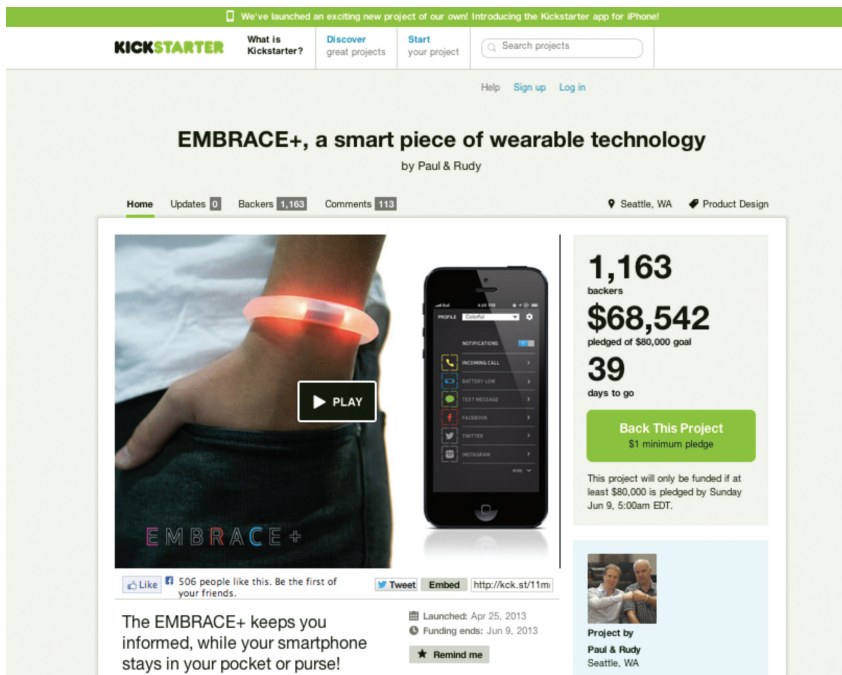 We've launched an exciting new project of our own! Introducing the Kickstarter app for iPhone!
KICKSTARTER
What is
Kickstarter?
Discover
great projects
Start
your project
Search projects
Help Sign up Log in
EMBRACE+, a smart piece of wearable technology
by Paul & Rudy
Home Updates 0 Backers 1,163 Comments 113
Seattle, WA Product Design
PLAY
EMBRACE+
4:20 PM
PROFILE Colorful
NOTIFICATIONS
INCOMING CALL
BATTERY LOW
TEXT MESSAGE
FACEBOOK
TWITTER
INSTAGRAM
MORE
1,163
backers
$68,542
pledged of $80,000 goal
39
days to go
Back This Project
$1 minimum pledge
This project will only be funded if at
least $80,000 is pledged by Sunday
Jun 9, 5:00am EDT.
Like 506 people like this. Be the first of
your friends.
Tweet Embed http://kck.st/11m
The EMBRACE+ keeps you
informed, while your smartphone
stays in your pocket or purse!
Launched: Apr 25, 2013
Funding ends: Jun 9, 2013
Remind me
Project by
Paul & Rudy
Seattle, WA